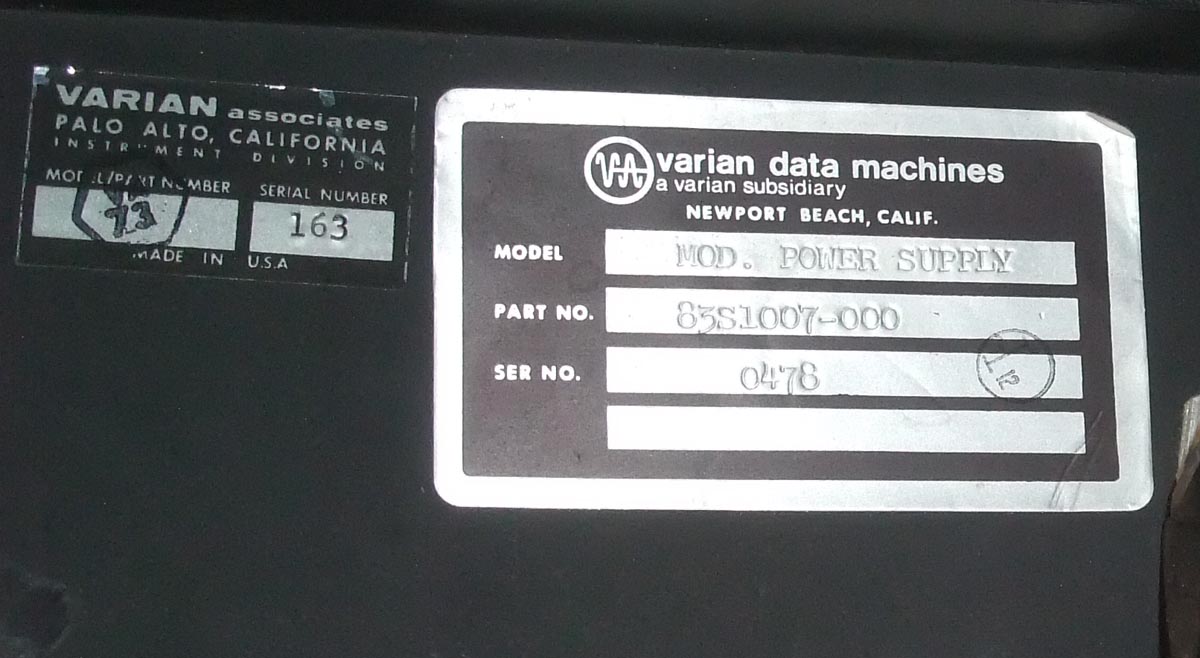 VARIAN associates
PALO ALTO, CALIFORNIA
INSTRUMENT DIVISION
MODEL/PART NUMBER SERIAL NUMBER
73 163
MADE IN U.S.A
varian data machines
a varian subsidiary
NEWPORT BEACH, CALIF.
MODEL MOD. POWER SUPPLY
PART NO. 83S1007-000
SER NO. 0478
12